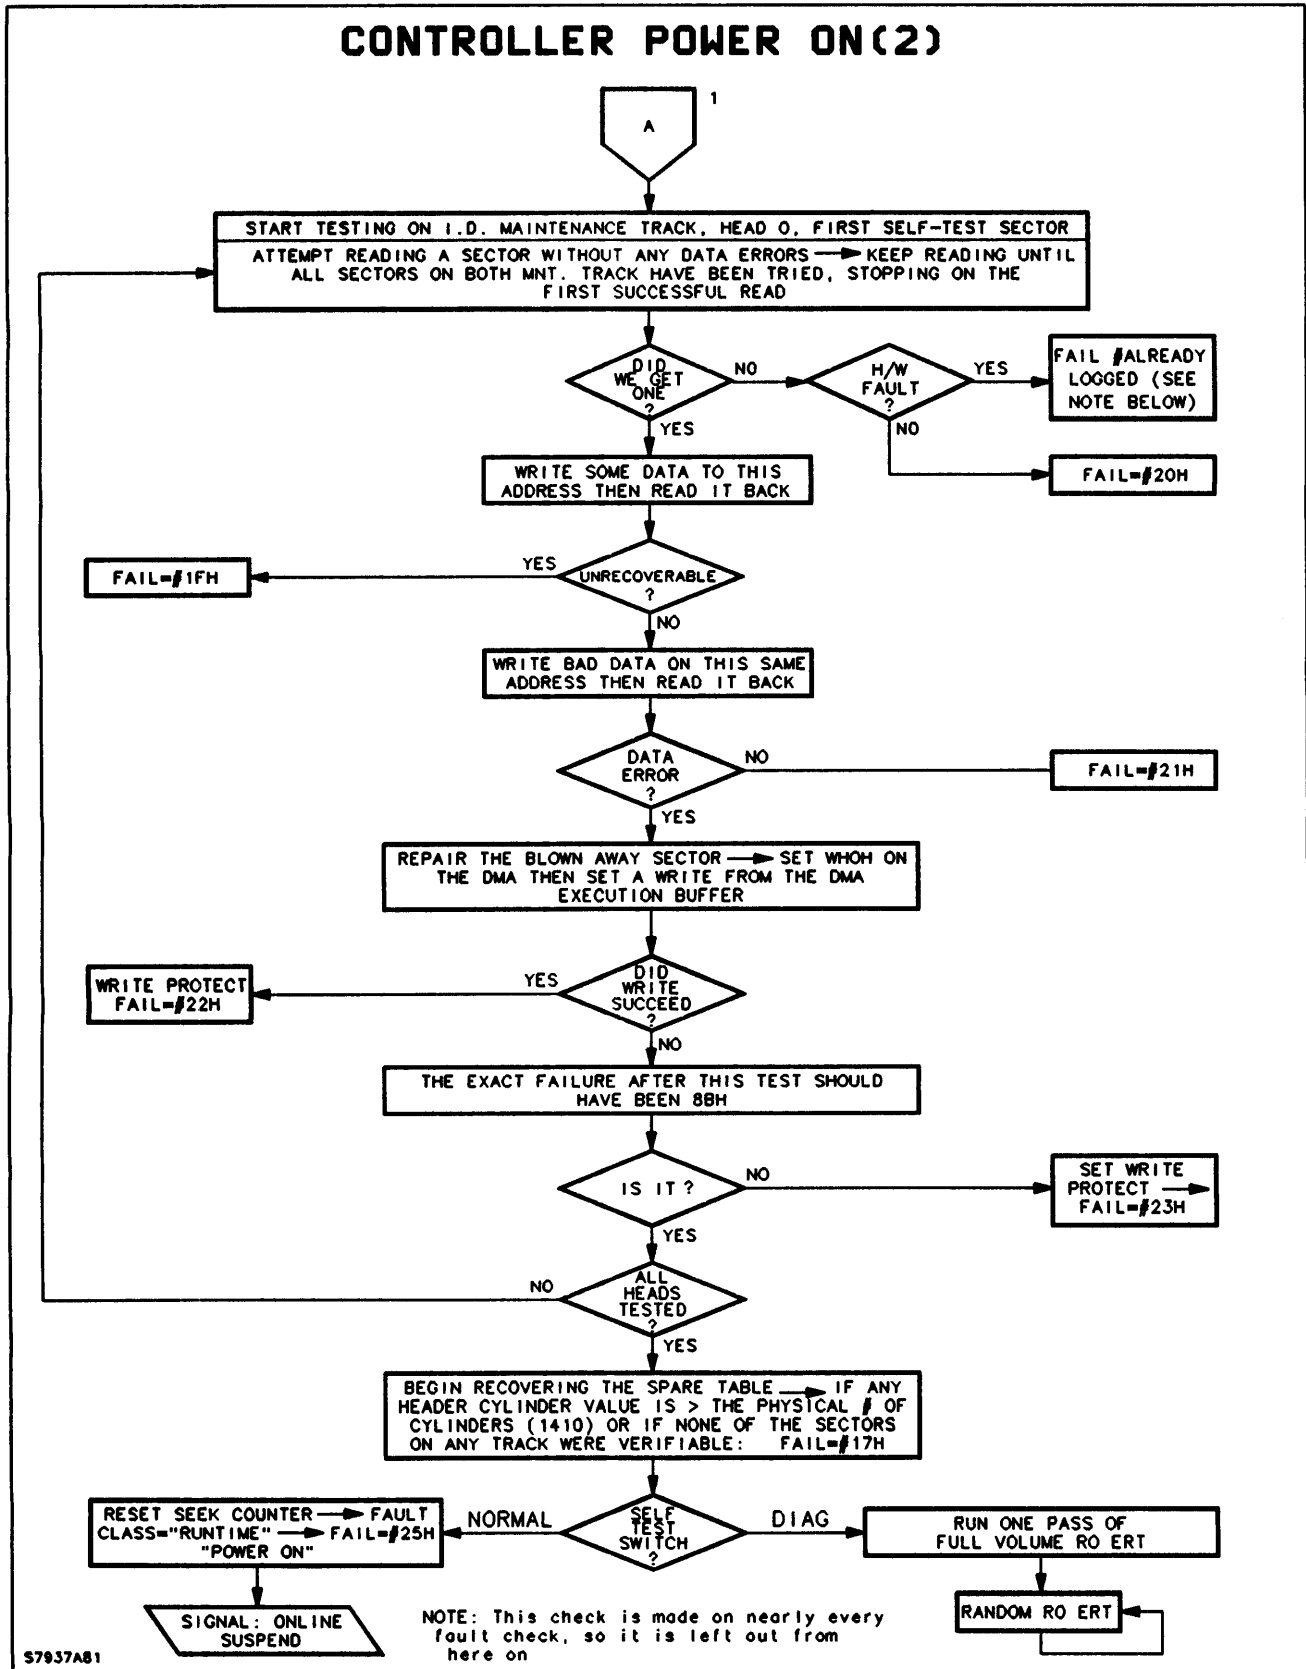 CONTROLLER POWER ON(2)
1
A
START TESTING ON I.D. MAINTENANCE TRACK, HEAD 0, FIRST SELF-TEST SECTOR
ATTEMPT READING A SECTOR WITHOUT ANY DATA ERRORS → KEEP READING UNTIL
ALL SECTORS ON BOTH MNT. TRACK HAVE BEEN TRIED, STOPPING ON THE
FIRST SUCCESSFUL READ
DID
WE GET
ONE
?
NO
H/W
FAULT
?
YES
FAIL #ALREADY
LOGGED (SEE
NOTE BELOW)
YES
NO
FAIL=#20H
WRITE SOME DATA TO THIS
ADDRESS THEN READ IT BACK
YES
FAIL=#1FH
UNRECOVERABLE
?
NO
WRITE BAD DATA ON THIS SAME
ADDRESS THEN READ IT BACK
DATA
ERROR
?
NO
FAIL=#21H
YES
REPAIR THE BLOWN AWAY SECTOR → SET WHOH ON
THE DMA THEN SET A WRITE FROM THE DMA
EXECUTION BUFFER
DID
WRITE
SUCCEED
?
YES
WRITE PROTECT
FAIL=#22H
NO
THE EXACT FAILURE AFTER THIS TEST SHOULD
HAVE BEEN 8BH
IS IT ?
NO
SET WRITE
PROTECT →
FAIL=#23H
YES
NO
ALL
HEADS
TESTED
?
YES
BEGIN RECOVERING THE SPARE TABLE → IF ANY
HEADER CYLINDER VALUE IS > THE PHYSICAL # OF
CYLINDERS (1410) OR IF NONE OF THE SECTORS
ON ANY TRACK WERE VERIFIABLE: FAIL=#17H
RESET SEEK COUNTER → FAULT
CLASS="RUNTIME" → FAIL=#25H
"POWER ON"
NORMAL
SELF
TEST
SWITCH
?
DIAG
RUN ONE PASS OF
FULL VOLUME RO ERT
SIGNAL: ONLINE
SUSPEND
RANDOM RO ERT
NOTE: This check is made on nearly every
fault check, so it is left out from
here on
S7937A81